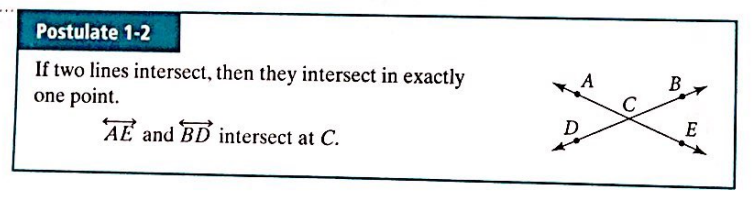 Postulate 1-2
If two lines intersect, then they intersect in exactly
one point.
AE and BD intersect at C.
A
B
C
D
E